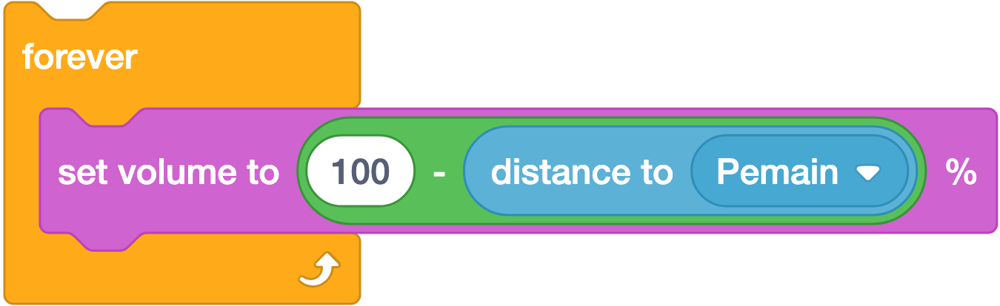 forever
set volume to 100 - distance to Pemain %